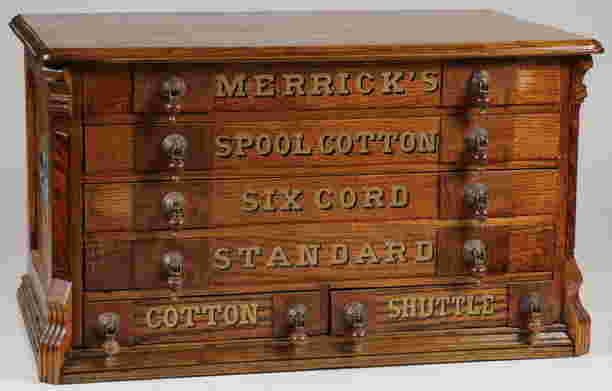 MERRICK'S
SPOOL COTTON
SIX CORD
STANDARD
COTTON SHUTTLE